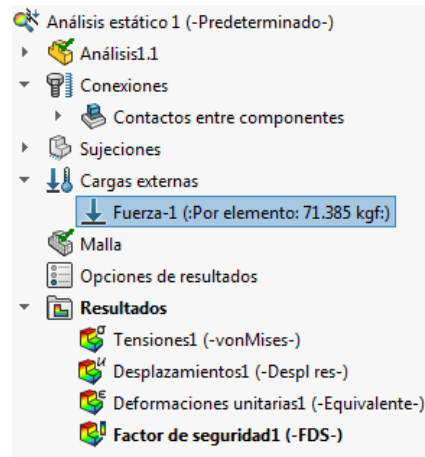 Análisis estático 1 (-Predeterminado-)
Análisis1.1
Conexiones
Contactos entre componentes
Sujeciones
Cargas externas
Fuerza-1 (:Por elemento: 71.385 kgf:)
Malla
Opciones de resultados
Resultados
Tensiones1 (-vonMises-)
Desplazamientos1 (-Despl res-)
Deformaciones unitarias1 (-Equivalente-)
Factor de seguridad1 (-FDS-)